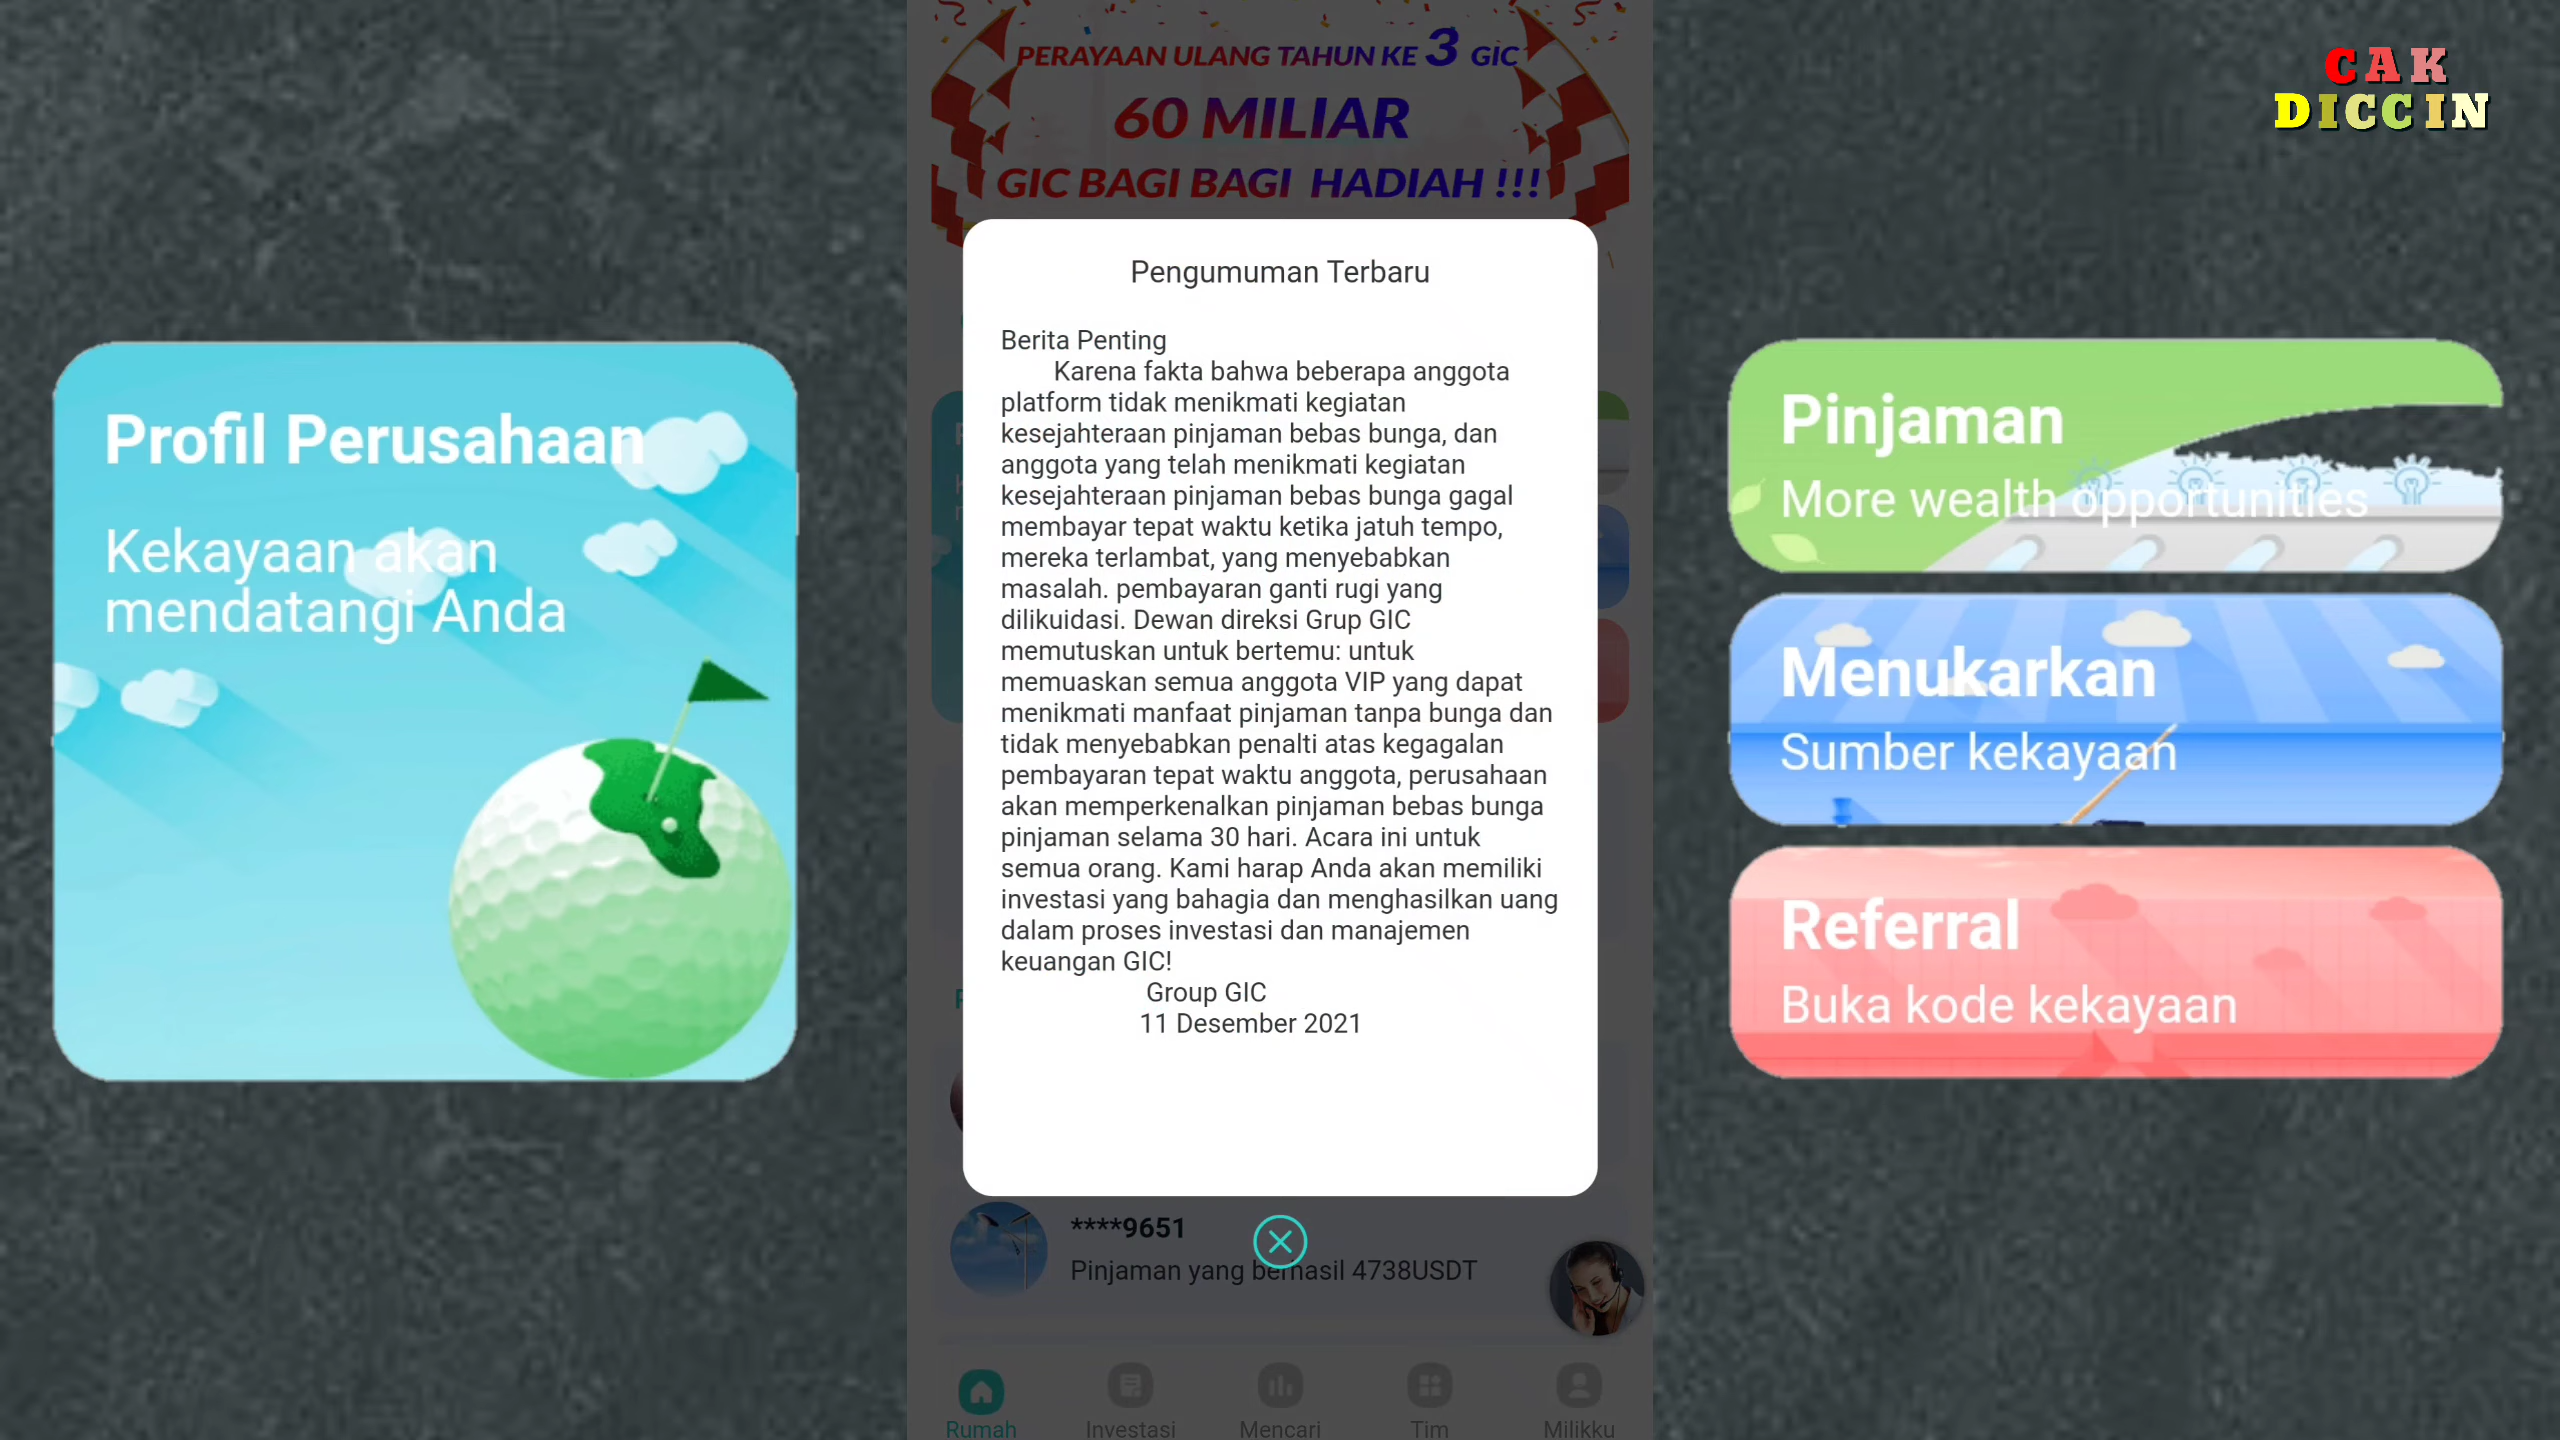 CAK
DICCIN
PERAYAAN ULANG TAHUN KE 3 GIC
60 MILIAR
GIC BAGI BAGI HADIAH !!!
Profil Perusahaan
Kekayaan akan
mendatangi Anda
Pengumuman Terbaru
Berita Penting
Karena fakta bahwa beberapa anggota
platform tidak menikmati kegiatan
kesejahteraan pinjaman bebas bunga, dan
anggota yang telah menikmati kegiatan
kesejahteraan pinjaman bebas bunga gagal
membayar tepat waktu ketika jatuh tempo,
mereka terlambat, yang menyebabkan
masalah. pembayaran ganti rugi yang
dilikuidasi. Dewan direksi Grup GIC
memutuskan untuk bertemu: untuk
memuaskan semua anggota VIP yang dapat
menikmati manfaat pinjaman tanpa bunga dan
tidak menyebabkan penalti atas kegagalan
pembayaran tepat waktu anggota, perusahaan
akan memperkenalkan pinjaman bebas bunga
pinjaman selama 30 hari. Acara ini untuk
semua orang. Kami harap Anda akan memiliki
investasi yang bahagia dan menghasilkan uang
dalam proses investasi dan manajemen
keuangan GIC!
Group GIC
11 Desember 2021
Pinjaman
More wealth opportunities
Menukarkan
Sumber kekayaan
Referral
Buka kode kekayaan
****9651
Pinjaman yang berhasil 4738USDT
Rumah
Investasi
Mencari
Tim
Milikku